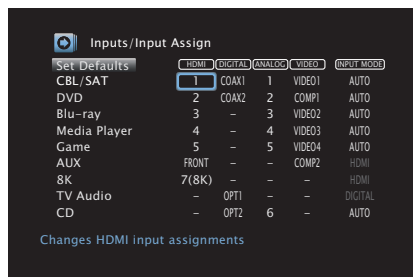 Inputs/Input Assign
Set Defaults HDMI DIGITAL ANALOG VIDEO INPUT MODE
CBL/SAT 1 COAX1 1 VIDEO1 AUTO
DVD 2 COAX2 2 COMP1 AUTO
Blu-ray 3 – 3 VIDEO2 AUTO
Media Player 4 – 4 VIDEO3 AUTO
Game 5 – 5 VIDEO4 AUTO
AUX FRONT – – COMP2 HDMI
8K 7(8K) – – – HDMI
TV Audio – OPT1 – – DIGITAL
CD – OPT2 6 – AUTO
Changes HDMI input assignments